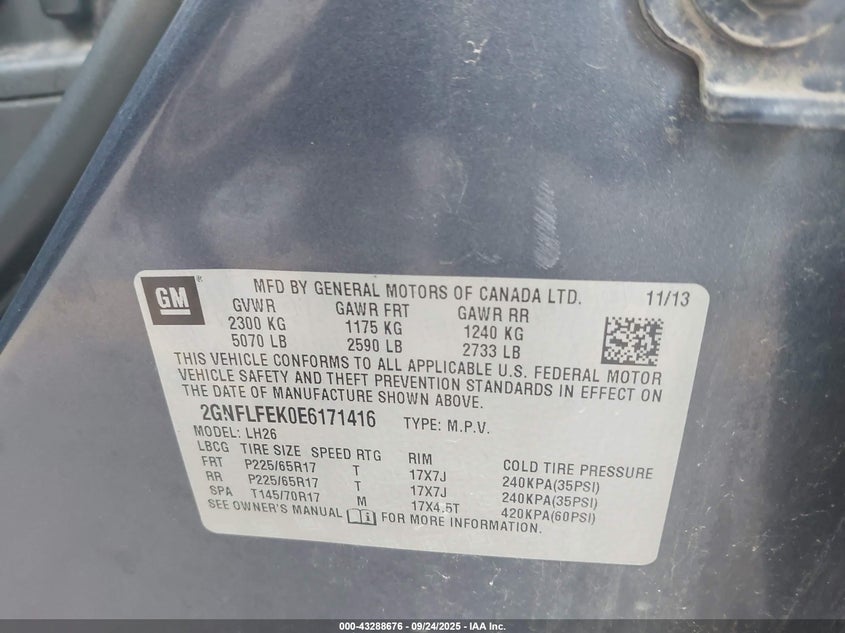 GM ®
MFD BY GENERAL MOTORS OF CANADA LTD. 11/13
GVWR GAWR FRT GAWR RR
2300 KG 1175 KG 1240 KG
5070 LB 2590 LB 2733 LB
THIS VEHICLE CONFORMS TO ALL APPLICABLE U.S. FEDERAL MOTOR
VEHICLE SAFETY AND THEFT PREVENTION STANDARDS IN EFFECT ON
THE DATE OF MANUFACTURE SHOWN ABOVE.
2GNFLFEK0E6171416 TYPE: M.P.V.
MODEL: LH26
LBCG TIRE SIZE SPEED RTG RIM COLD TIRE PRESSURE
FRT P225/65R17 T 17X7J 240KPA(35PSI)
RR P225/65R17 T 17X7J 240KPA(35PSI)
SPA T145/70R17 M 17X4.5T 420KPA(60PSI)
SEE OWNER'S MANUAL FOR MORE INFORMATION.
000-43288676 - 09/24/2025 - IAA Inc.